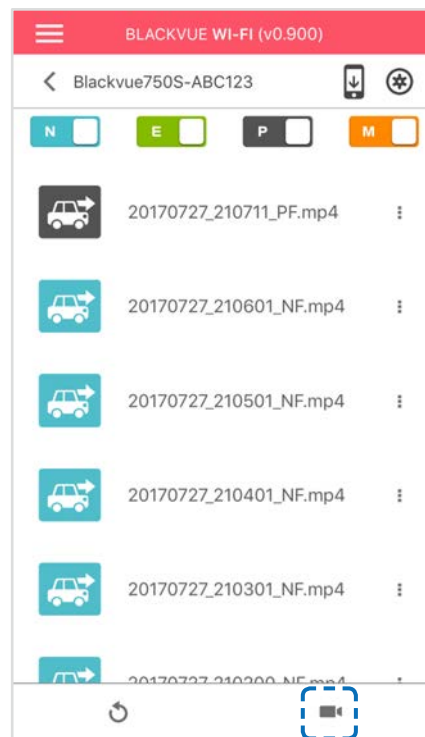 BLACKVUE WI-FI (v0.900)
Blackvue750S-ABC123
N E P M
20170727_210711_PF.mp4
20170727_210601_NF.mp4
20170727_210501_NF.mp4
20170727_210401_NF.mp4
20170727_210301_NF.mp4